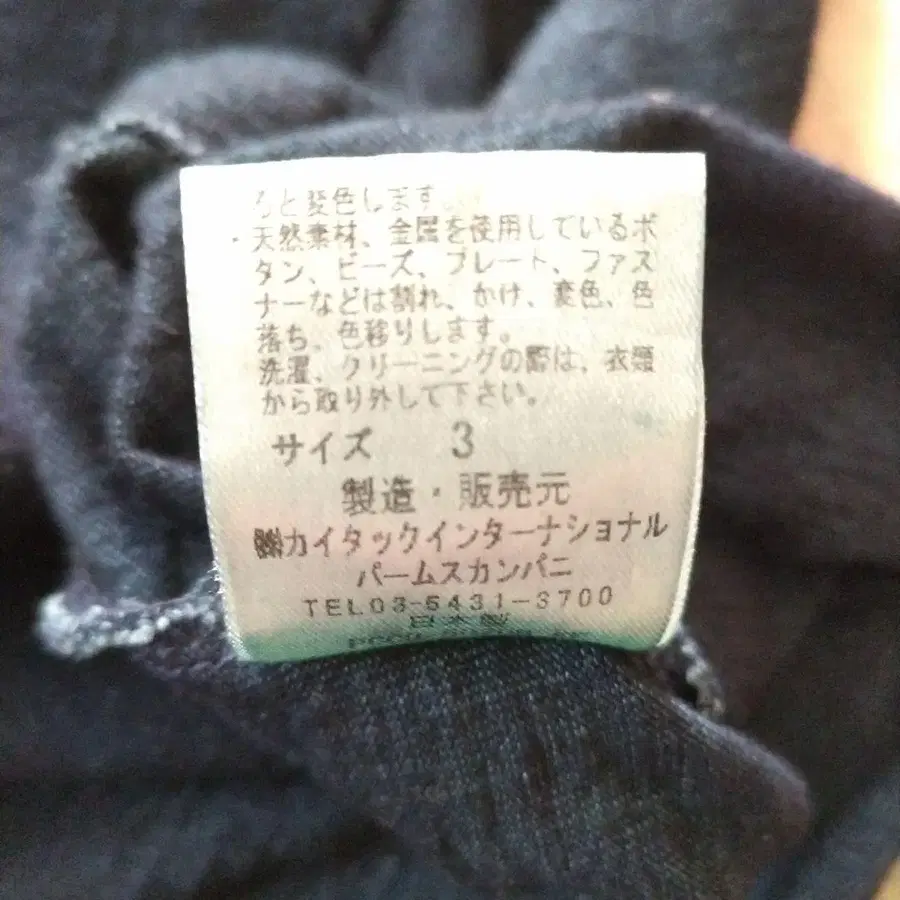 ると変色します。
・天然素材、金属を使用しているボ
タン、ビーズ、プレート、ファス
ナーなどは割れ、かけ、変色、色
落ち、色移りします。
洗濯、クリーニングの際は、衣類
から取り外して下さい。
サイズ 3
製造・販売元
㈱カイタックインターナショナル
パームスカンパニ
TEL03-5431-3700
日本製